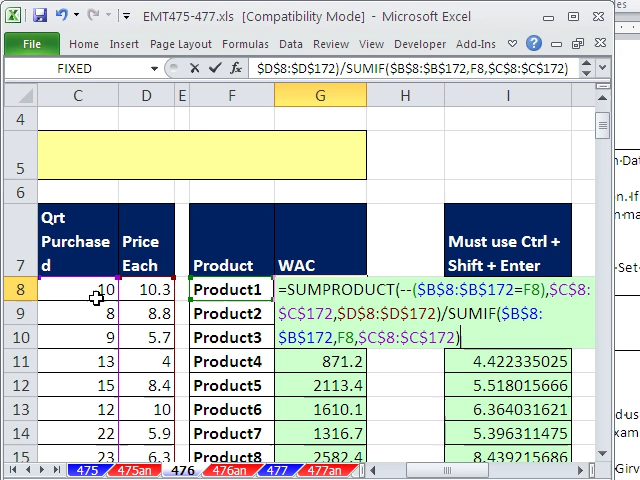 EMT475-477.xls [Compatibility Mode] - Microsoft Excel
File Home Insert Draw Page Layout Formulas Data Review View Developer Add-Ins
FIXED fx $D$8:$D$172)/SUMIF($B$8:$B$172,F8,$C$8:$C$172)
C D E F G H I
4
5
6
7 Qrt Purchased Price Each Product WAC Must use Ctrl + Shift + Enter
8 10 10.3 Product1 =SUMPRODUCT(--($B$8:$B$172=F8),$C$8:
9 8 8.8 Product2 $C$172,$D$8:$D$172)/SUMIF($B$8:
10 9 5.7 Product3 $B$172,F8,$C$8:$C$172)
11 13 4 Product4 871.2 4.422335025
12 15 8.4 Product5 2113.4 5.518015666
13 12 10 Product6 1610.1 6.364031621
14 22 5.9 Product7 1316.7 5.396311475
15 23 6.3 Product8 2582.4 8.439215686
475 475an 476 476an 477 477an